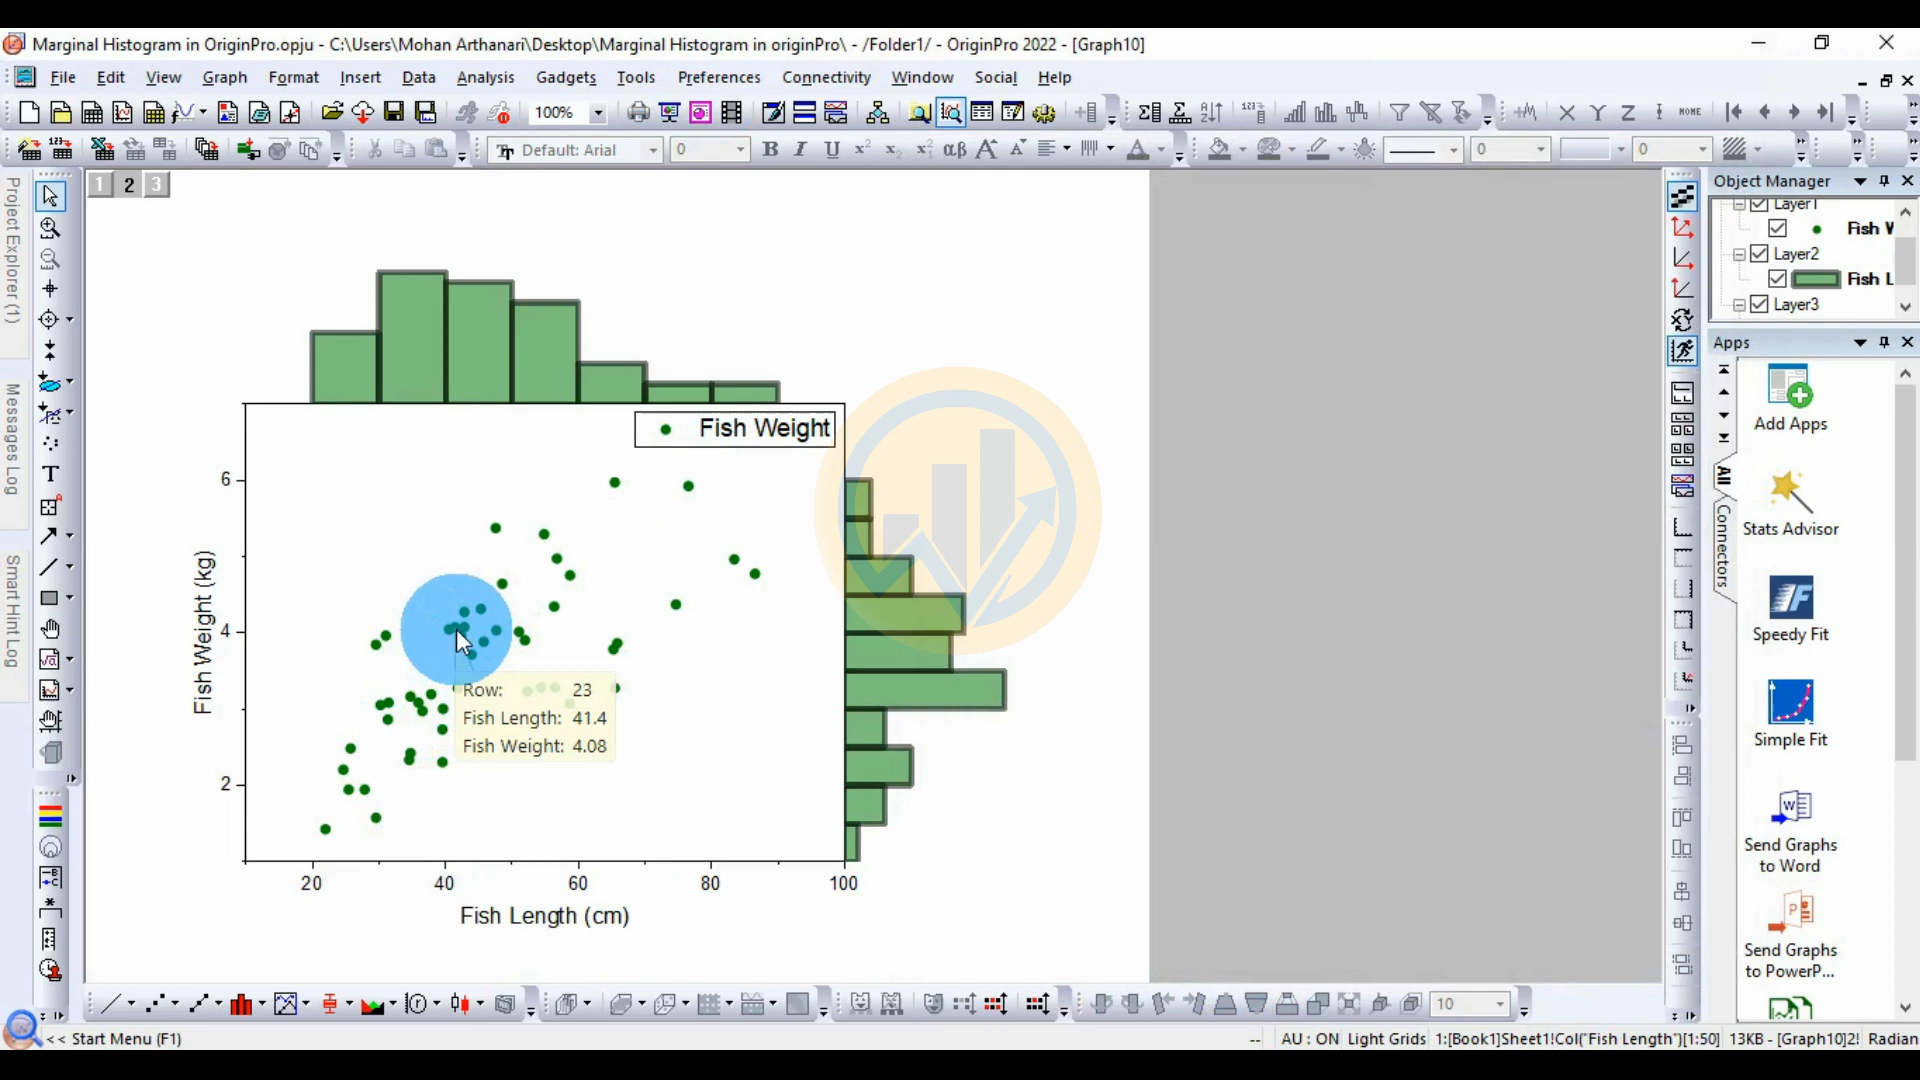 Marginal Histogram in OriginPro.opju - C:\Users\Mohan Arthanari\Desktop\Marginal Histogram in originPro\ - /Folder1/ - OriginPro 2022 - [Graph10]
File Edit View Graph Format Insert Data Analysis Gadgets Tools Preferences Connectivity Window Social Help
100%
HOME
Default: Arial 0 B I U αβ A A A 0 0
1 2 3
Project Explorer (1)
Messages Log
Smart Hint Log
T
Fish Weight
6
4
2
Fish Weight (kg)
20 40 60 80 100
Fish Length (cm)
Row: 23
Fish Length: 41.4
Fish Weight: 4.08
Object Manager
Layer1
Fish W
Layer2
Fish L
Layer3
Apps
All
Connectors
Add Apps
Stats Advisor
Speedy Fit
Simple Fit
Send Graphs
to Word
Send Graphs
to PowerP...
10
<< Start Menu (F1)
-- AU : ON Light Grids 1:[Book1]Sheet1!Col("Fish Length")[1:50] 13KB - [Graph10]2! Radian